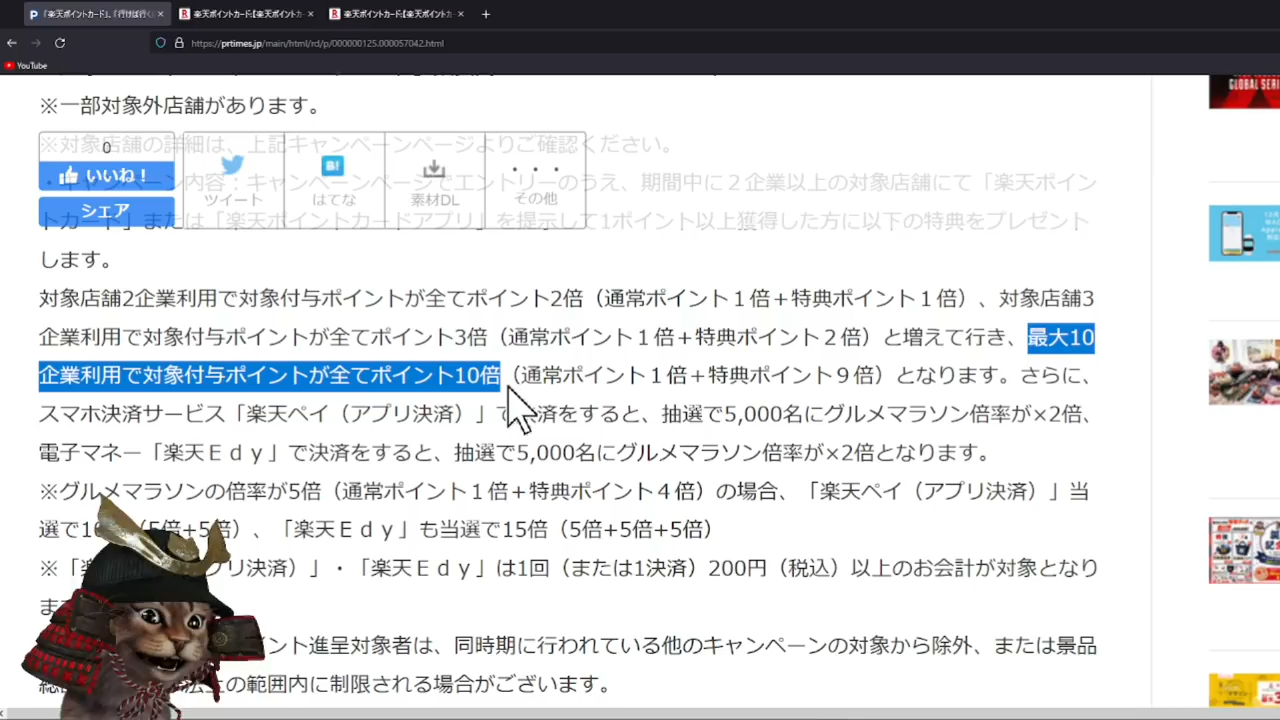 「楽天ポイントカード」、「行けば行く
楽天ポイントカード:【楽天ポイントカ
楽天ポイントカード:【楽天ポイントカ
https://prtimes.jp/main/html/rd/p/000000125.000057042.html
YouTube
※一部対象外店舗があります。
※対象店舗の詳細は、上記キャンペーンページよりご確認ください。
0
いいね！
シェア
ツイート
はてな
素材DL
その他
・キャンペーン内容：キャンペーンページでエントリーのうえ、期間中に２企業以上の対象店舗にて「楽天ポイン
トカード」または「楽天ポイントカードアプリ」を提示して1ポイント以上獲得した方に以下の特典をプレゼント
します。
対象店舗2企業利用で対象付与ポイントが全てポイント2倍（通常ポイント１倍＋特典ポイント１倍）、対象店舗3
企業利用で対象付与ポイントが全てポイント3倍（通常ポイント１倍＋特典ポイント２倍）と増えて行き、最大10
企業利用で対象付与ポイントが全てポイント10倍（通常ポイント１倍＋特典ポイント９倍）となります。さらに、
スマホ決済サービス「楽天ペイ（アプリ決済）」で 済をすると、抽選で5,000名にグルメマラソン倍率が×2倍、
電子マネー「楽天Ｅｄｙ」で決済をすると、抽選で5,000名にグルメマラソン倍率が×2倍となります。
※グルメマラソンの倍率が5倍（通常ポイント１倍＋特典ポイント４倍）の場合、「楽天ペイ（アプリ決済）」当
選で10 （5倍+5倍）、「楽天Ｅｄｙ」も当選で15倍（5倍+5倍+5倍）
※「 プリ決済）」・「楽天Ｅｄｙ」は1回（または1決済）200円（税込）以上のお会計が対象となり
ま
ント進呈対象者は、同時期に行われている他のキャンペーンの対象から除外、または景品
の範囲内に制限される場合がございます。
GLOBAL SERI